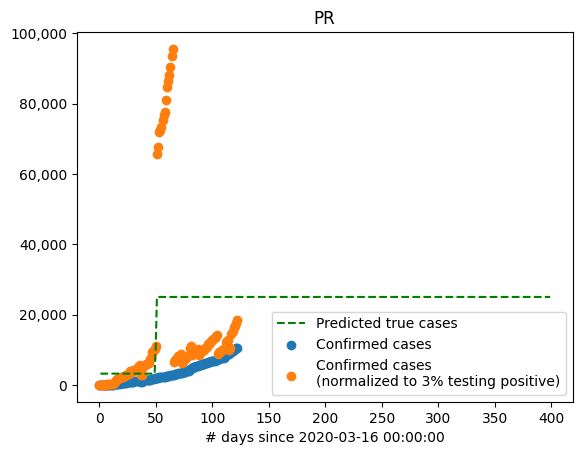 PR
100,000
80,000
60,000
40,000
20,000
0
0 50 100 150 200 250 300 350 400
# days since 2020-03-16 00:00:00
Predicted true cases
Confirmed cases
Confirmed cases
(normalized to 3% testing positive)